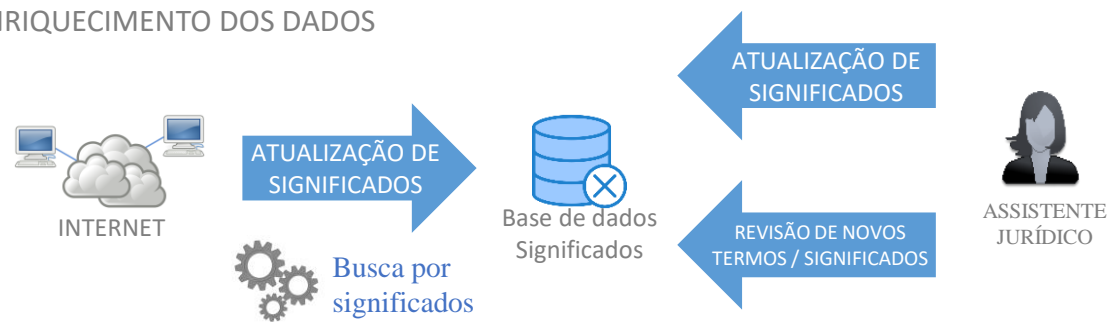 IRIQUECIMENTO DOS DADOS
ATUALIZAÇÃO DE
SIGNIFICADOS
INTERNET
ATUALIZAÇÃO DE
SIGNIFICADOS
Busca por
significados
Base de dados
Significados
REVISÃO DE NOVOS
TERMOS / SIGNIFICADOS
ASSISTENTE
JURÍDICO